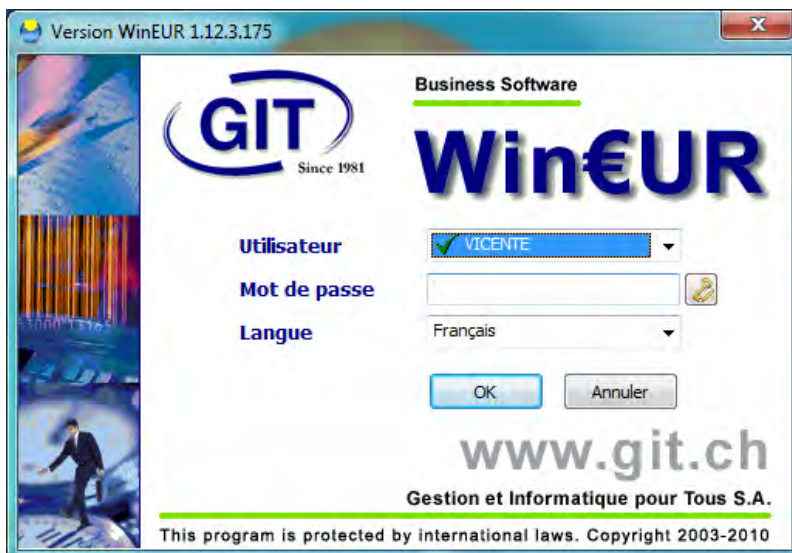 Version WinEUR 1.12.3.175
Business Software
GIT
Since 1981
Win€UR
Utilisateur VICENTE
Mot de passe
Langue Français
OK Annuler
www.git.ch
Gestion et Informatique pour Tous S.A.
This program is protected by international laws. Copyright 2003-2010